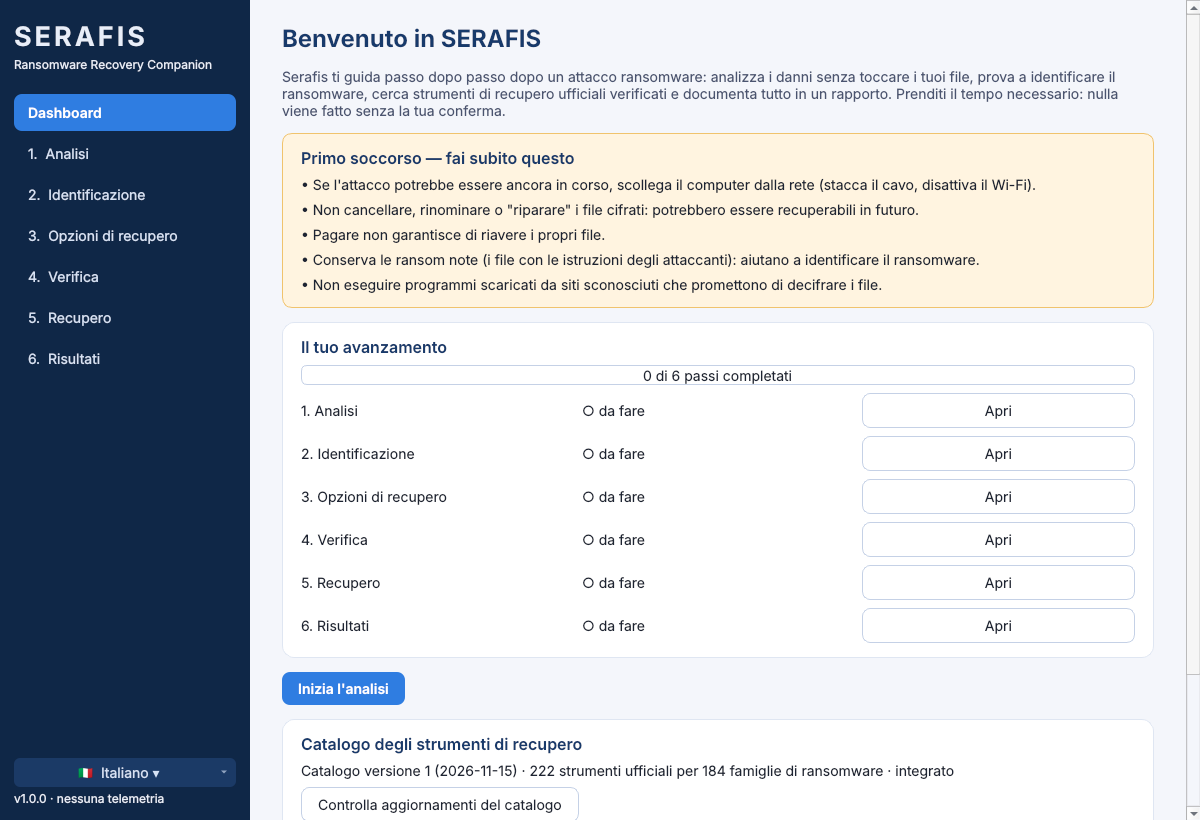 SERAFIS
Ransomware Recovery Companion
Dashboard
1. Analisi
2. Identificazione
3. Opzioni di recupero
4. Verifica
5. Recupero
6. Risultati
Italiano ▾
v1.0.0 · nessuna telemetria
Benvenuto in SERAFIS
Serafis ti guida passo dopo passo dopo un attacco ransomware: analizza i danni senza toccare i tuoi file, prova a identificare il
ransomware, cerca strumenti di recupero ufficiali verificati e documenta tutto in un rapporto. Prenditi il tempo necessario: nulla
viene fatto senza la tua conferma.
Primo soccorso — fai subito questo
• Se l'attacco potrebbe essere ancora in corso, scollega il computer dalla rete (stacca il cavo, disattiva il Wi-Fi).
• Non cancellare, rinominare o "riparare" i file cifrati: potrebbero essere recuperabili in futuro.
• Pagare non garantisce di riavere i propri file.
• Conserva le ransom note (i file con le istruzioni degli attaccanti): aiutano a identificare il ransomware.
• Non eseguire programmi scaricati da siti sconosciuti che promettono di decifrare i file.
Il tuo avanzamento
0 di 6 passi completati
1. Analisi ○ da fare Apri
2. Identificazione ○ da fare Apri
3. Opzioni di recupero ○ da fare Apri
4. Verifica ○ da fare Apri
5. Recupero ○ da fare Apri
6. Risultati ○ da fare Apri
Inizia l'analisi
Catalogo degli strumenti di recupero
Catalogo versione 1 (2026-11-15) · 222 strumenti ufficiali per 184 famiglie di ransomware · integrato
Controlla aggiornamenti del catalogo